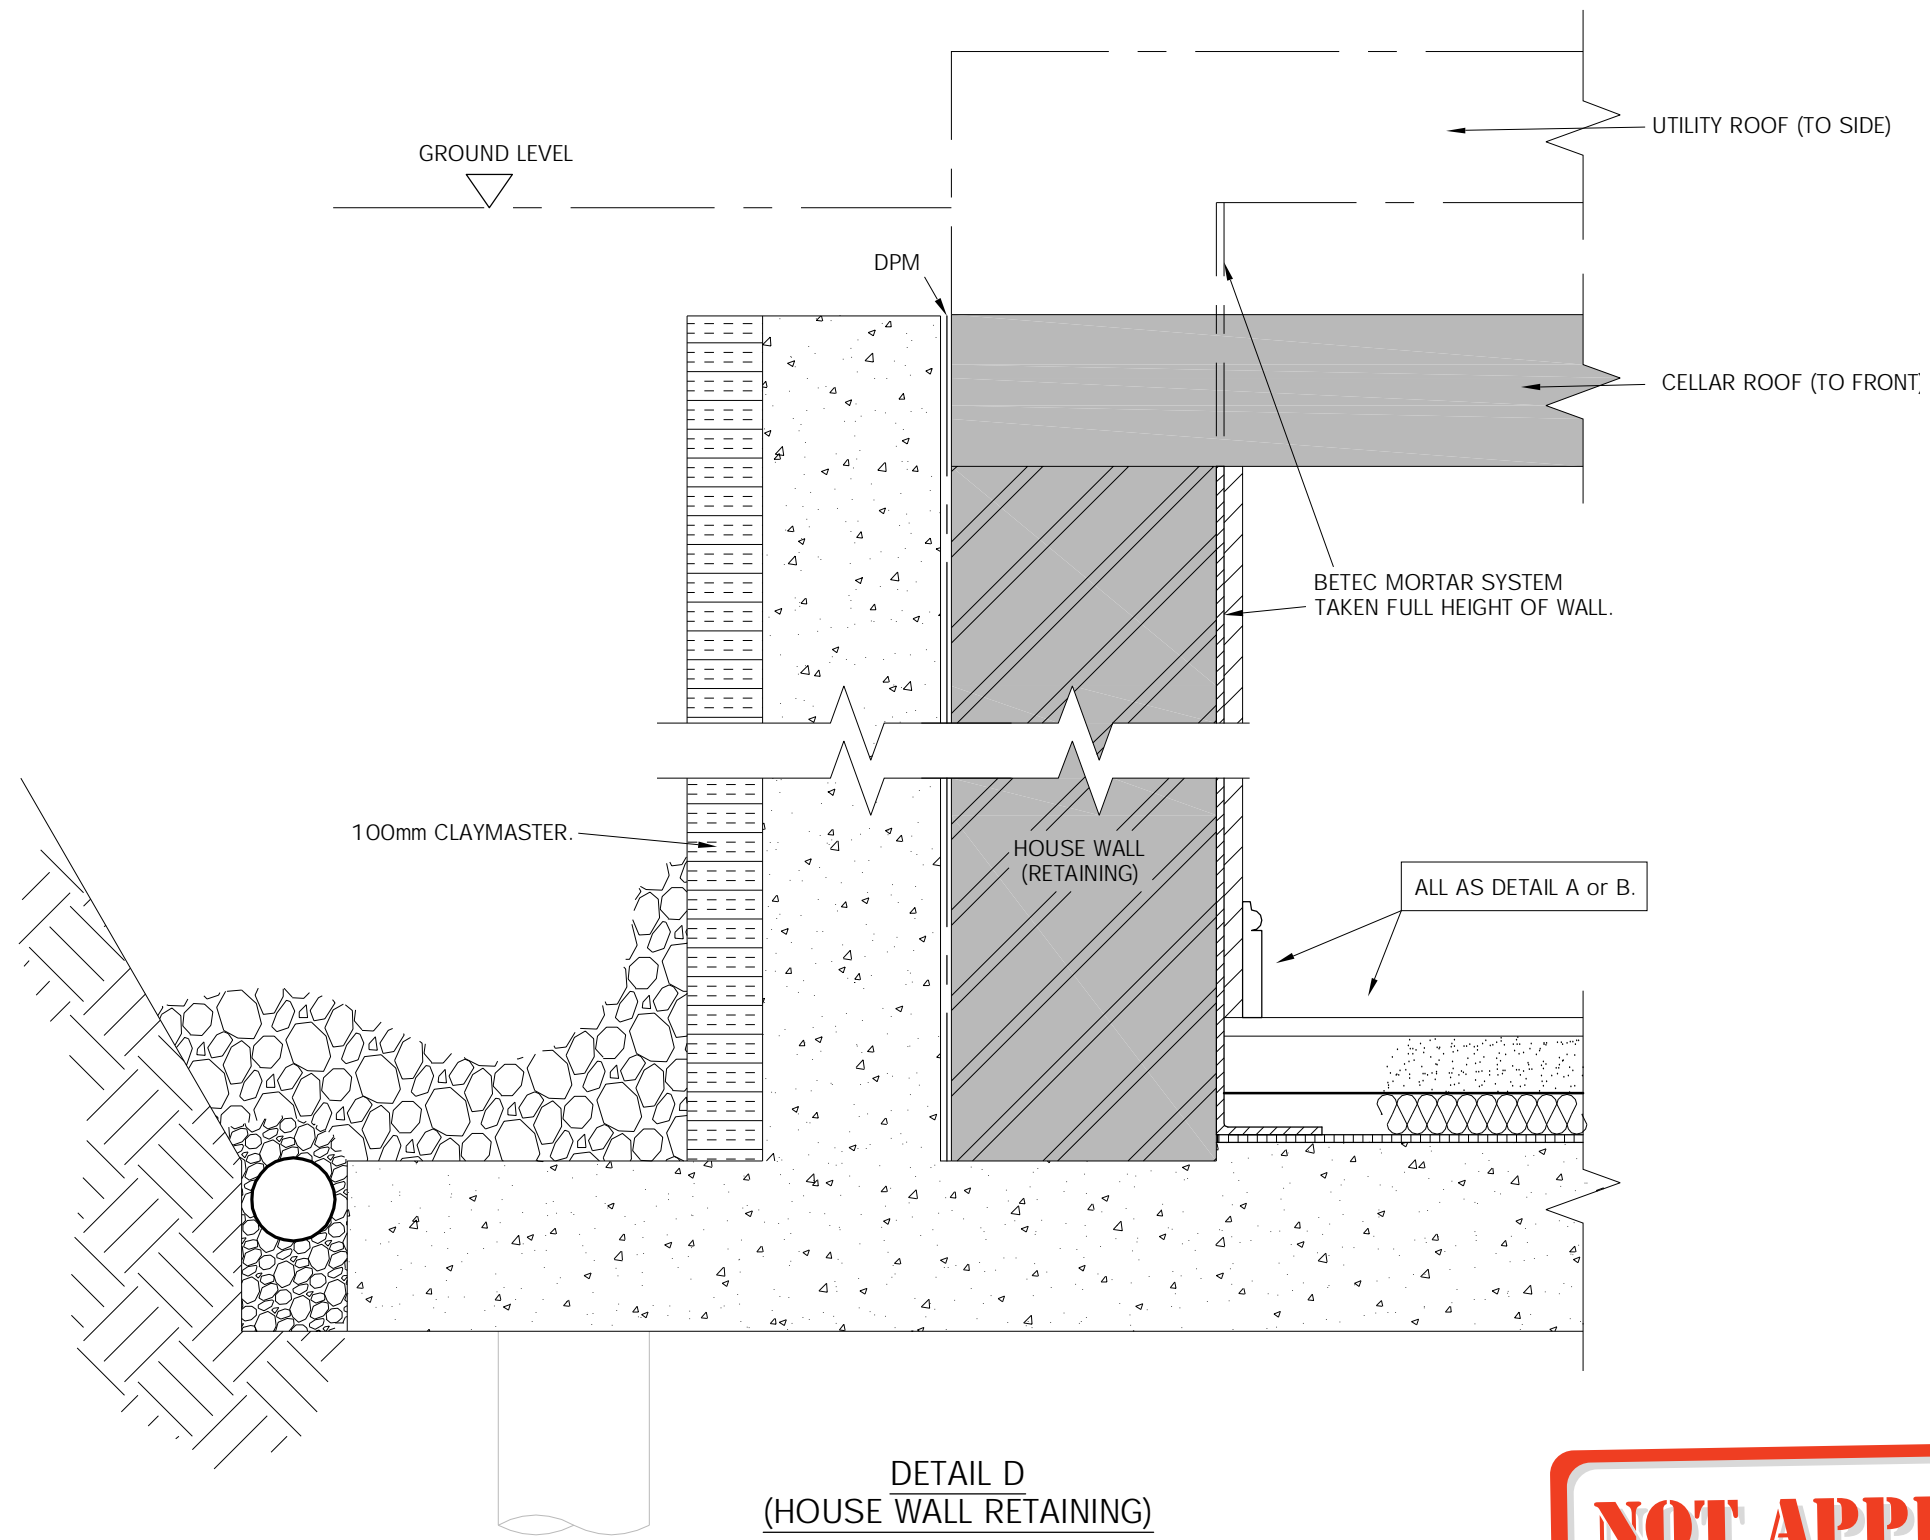 UTILITY ROOF (TO SIDE)
GROUND LEVEL
DPM
CELLAR ROOF (TO FRONT)
BETEC MORTAR SYSTEM
TAKEN FULL HEIGHT OF WALL.
100mm CLAYMASTER.
HOUSE WALL
(RETAINING)
ALL AS DETAIL A or B.
DETAIL D
(HOUSE WALL RETAINING)
NOT